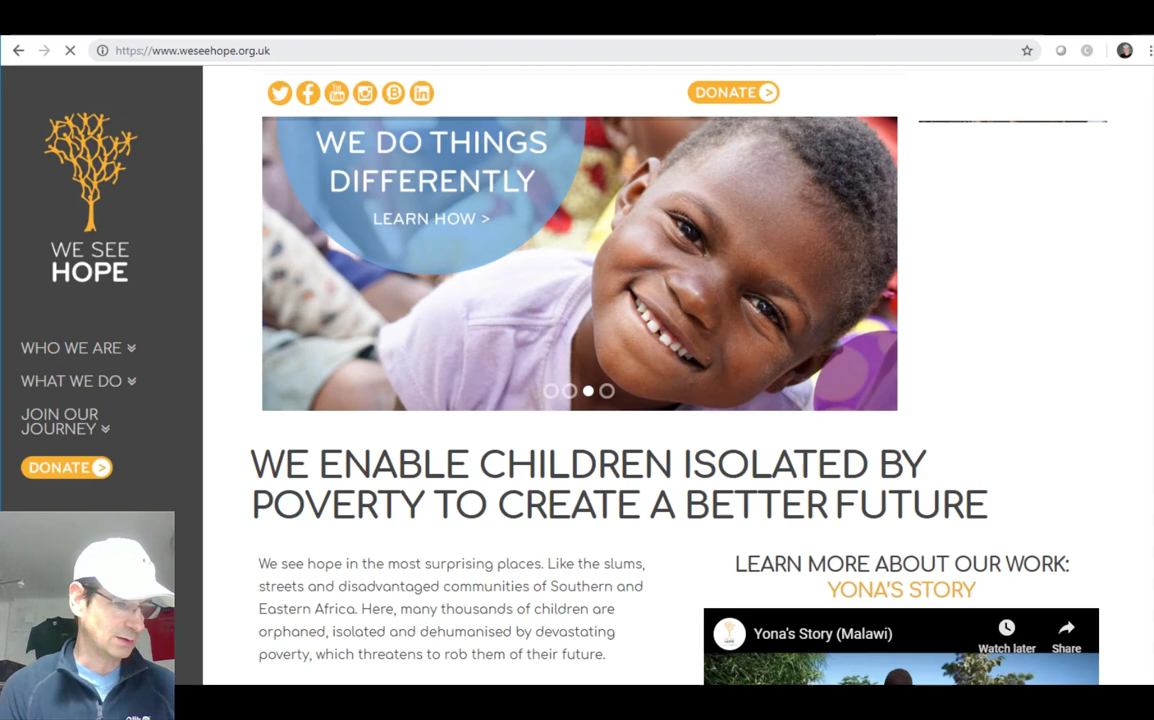 https://www.weseehope.org.uk
DONATE >
WE DO THINGS
DIFFERENTLY
LEARN HOW >
WE SEE
HOPE
WHO WE ARE
WHAT WE DO
JOIN OUR
JOURNEY
DONATE >
WE ENABLE CHILDREN ISOLATED BY
POVERTY TO CREATE A BETTER FUTURE
We see hope in the most surprising places. Like the slums,
streets and disadvantaged communities of Southern and
Eastern Africa. Here, many thousands of children are
orphaned, isolated and dehumanised by devastating
poverty, which threatens to rob them of their future.
LEARN MORE ABOUT OUR WORK:
YONA'S STORY
Yona's Story (Malawi)
Watch later
Share